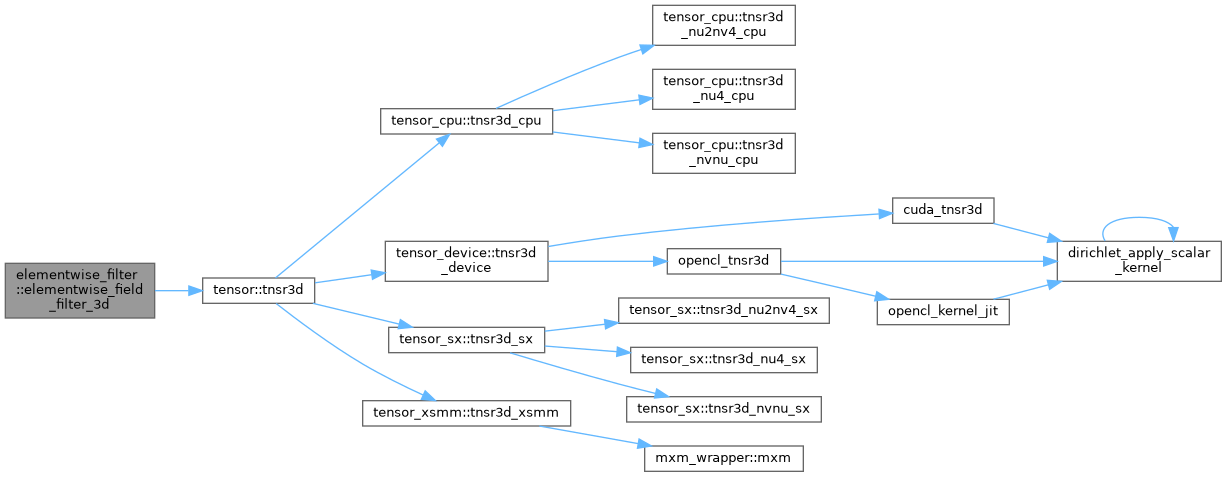 elementwise_filter
::elementwise_field
_filter_3d
tensor::tnsr3d
tensor_cpu::tnsr3d_cpu
tensor_cpu::tnsr3d
_nu2nv4_cpu
tensor_cpu::tnsr3d
_nu4_cpu
tensor_cpu::tnsr3d
_nvnu_cpu
tensor_device::tnsr3d
_device
cuda_tnsr3d
opencl_tnsr3d
dirichlet_apply_scalar
_kernel
opencl_kernel_jit
tensor_sx::tnsr3d_sx
tensor_sx::tnsr3d_nu2nv4_sx
tensor_sx::tnsr3d_nu4_sx
tensor_sx::tnsr3d_nvnu_sx
tensor_xsmm::tnsr3d_xsmm
mxm_wrapper::mxm